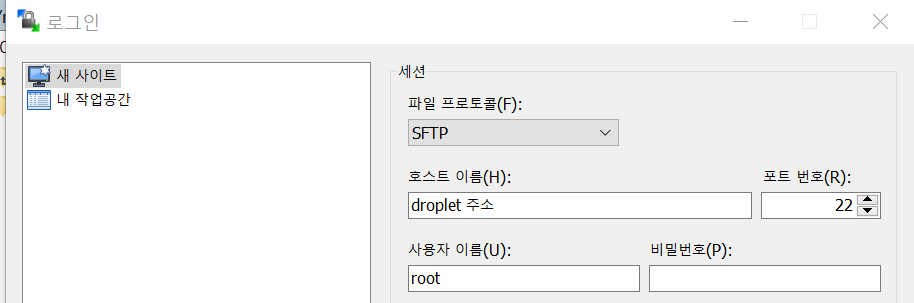 로그인
새 사이트
내 작업공간
세션
파일 프로토콜(F):
SFTP
호스트 이름(H):
포트 번호(R):
droplet 주소
22
사용자 이름(U):
비밀번호(P):
root